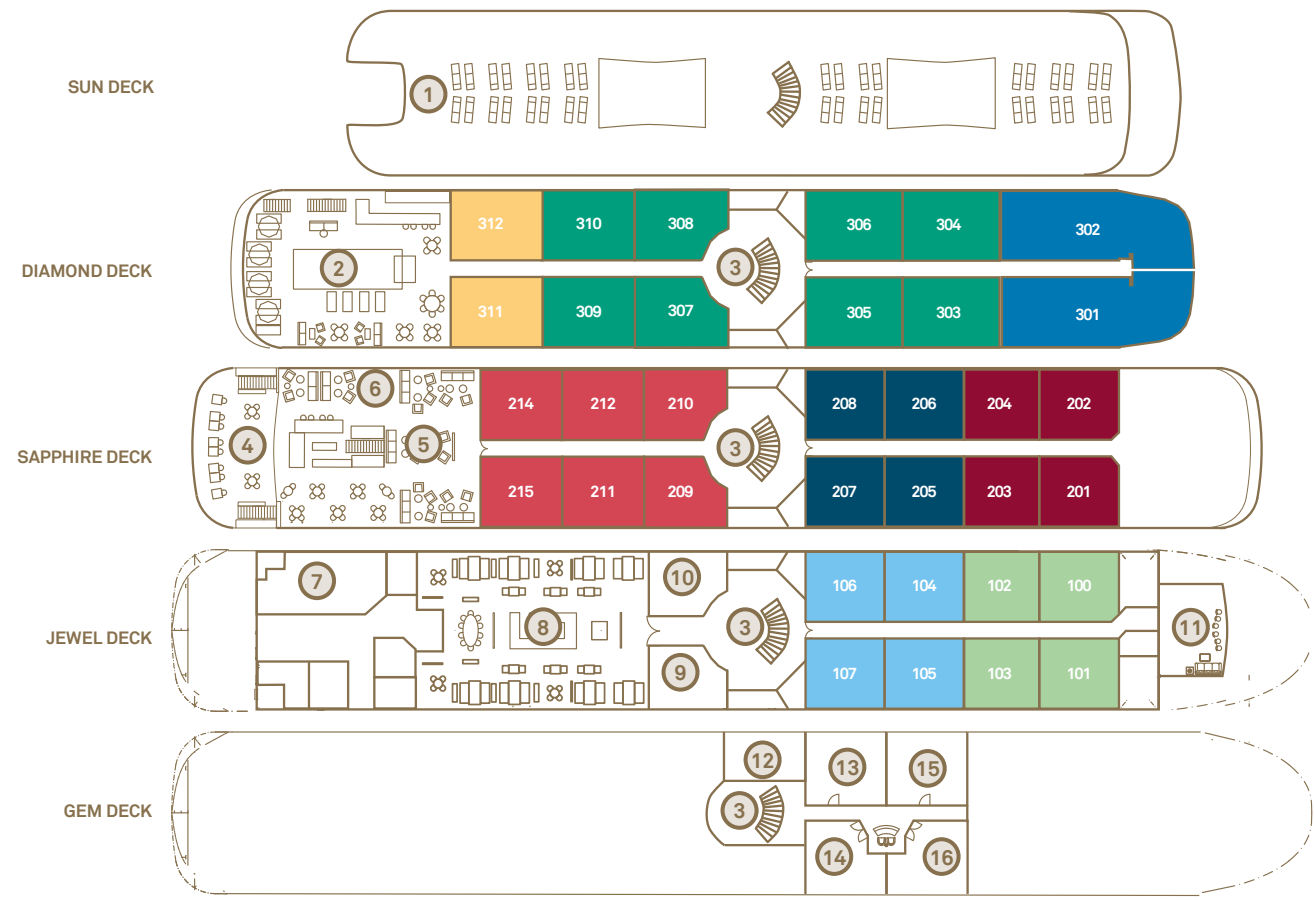 SUN DECK
1
DIAMOND DECK
312 310 308 306 304 302
2 3
311 309 307 305 303 301
SAPPHIRE DECK
6
214 212 210 208 206 204 202
4 5 3
215 211 209 207 205 203 201
JEWEL DECK
7 10 106 104 102 100
8 3 11
9 107 105 103 101
GEM DECK
12 13 15
3
14 16